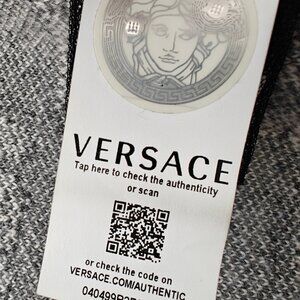 VERSACE
Tap here to check the authenticity
or scan
or check the code on
VERSACE.COM/AUTHENTIC